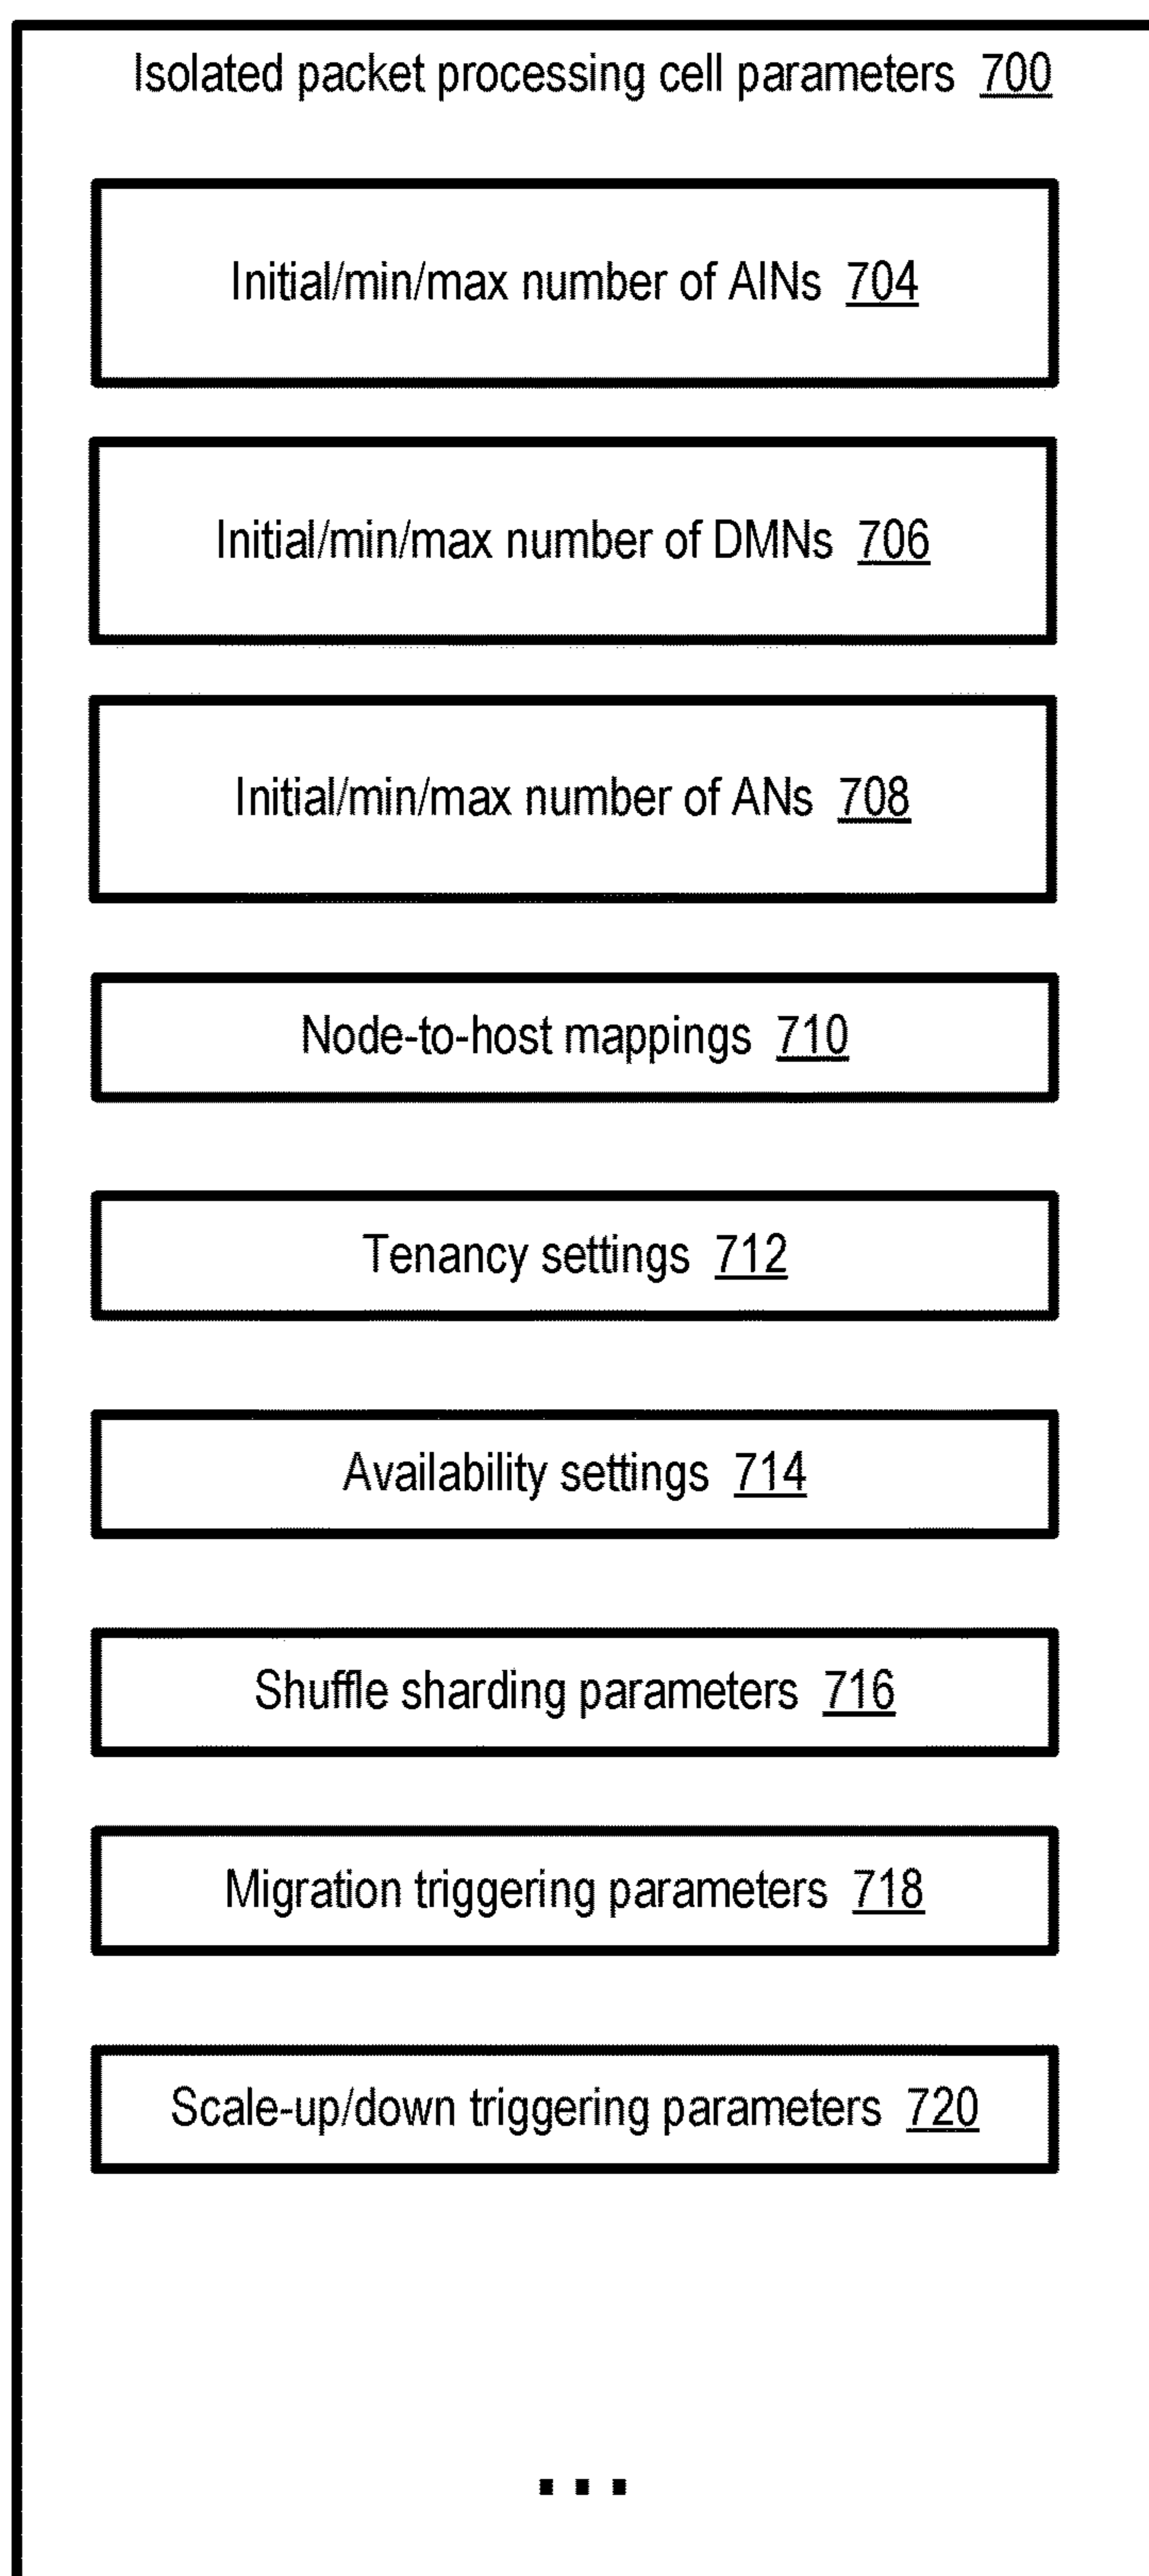 Isolated packet processing cell parameters 700
Initial/min/max number of AINs 704
Initial/min/max number of DMNs 706
Initial/min/max number of ANs 708
Node-to-host mappings 710
Tenancy settings 712
Availability settings 714
Shuffle sharding parameters 716
Migration triggering parameters 718
Scale-up/down triggering parameters 720
...